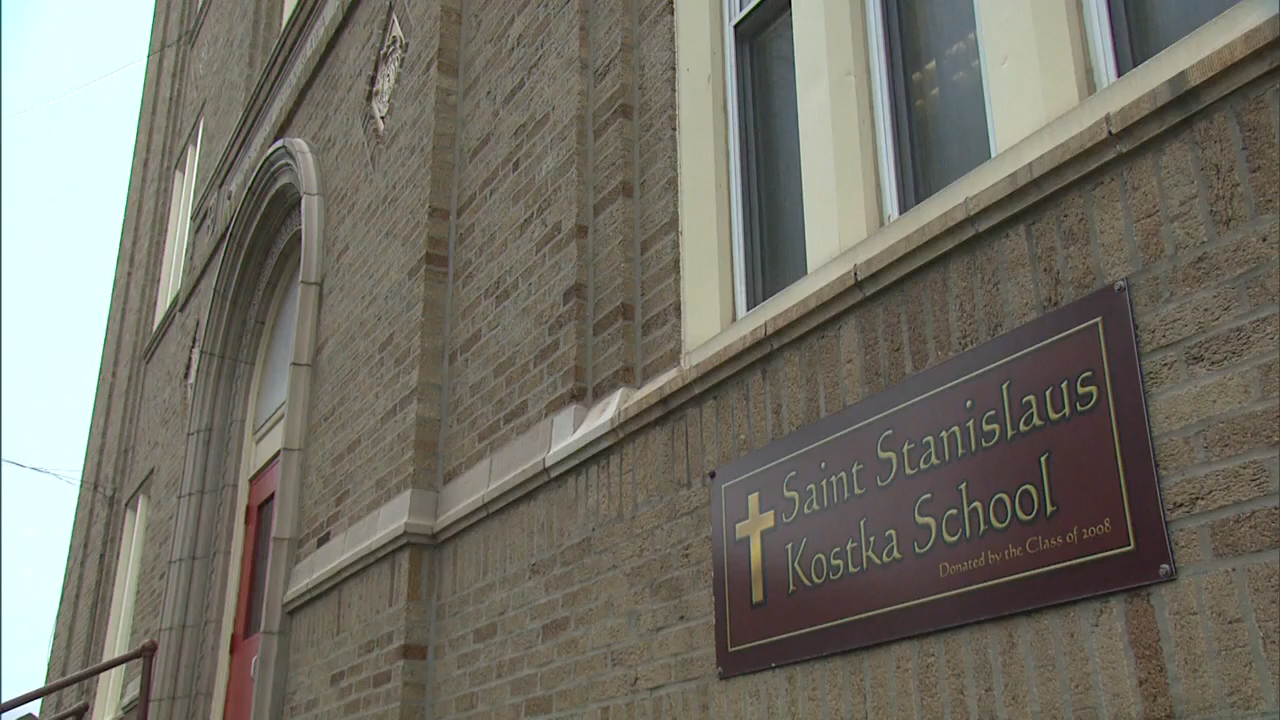 Saint Stanislaus
Kostka School
Donated by the Class of 2008